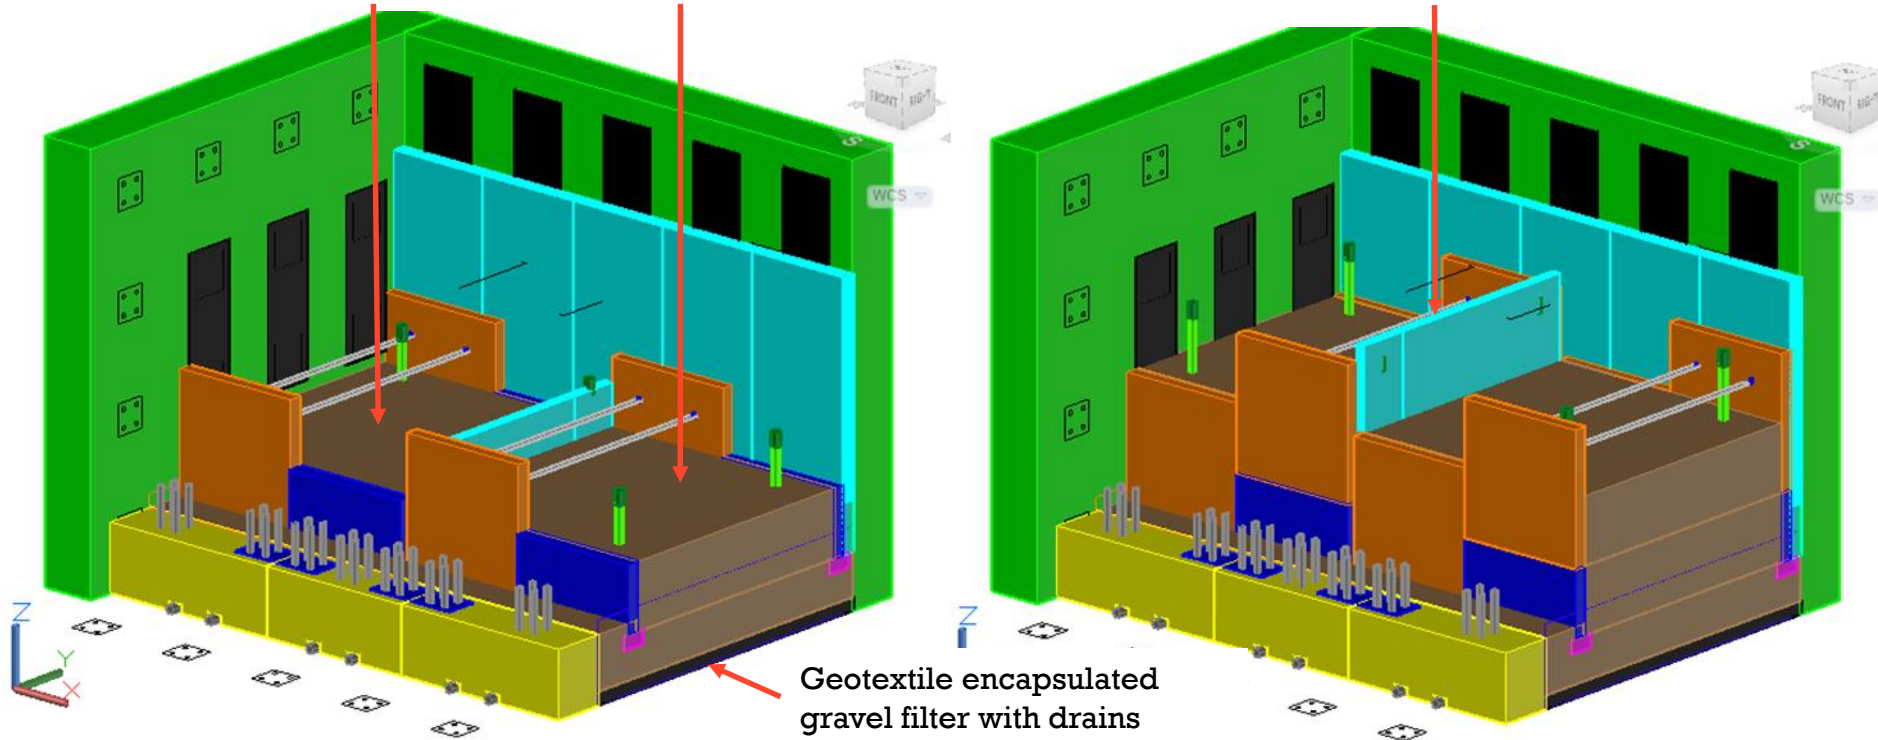 FRONT
WCS
FRONT
WCS
S
S
Z
Y
X
Z
Geotextile encapsulated
gravel filter with drains